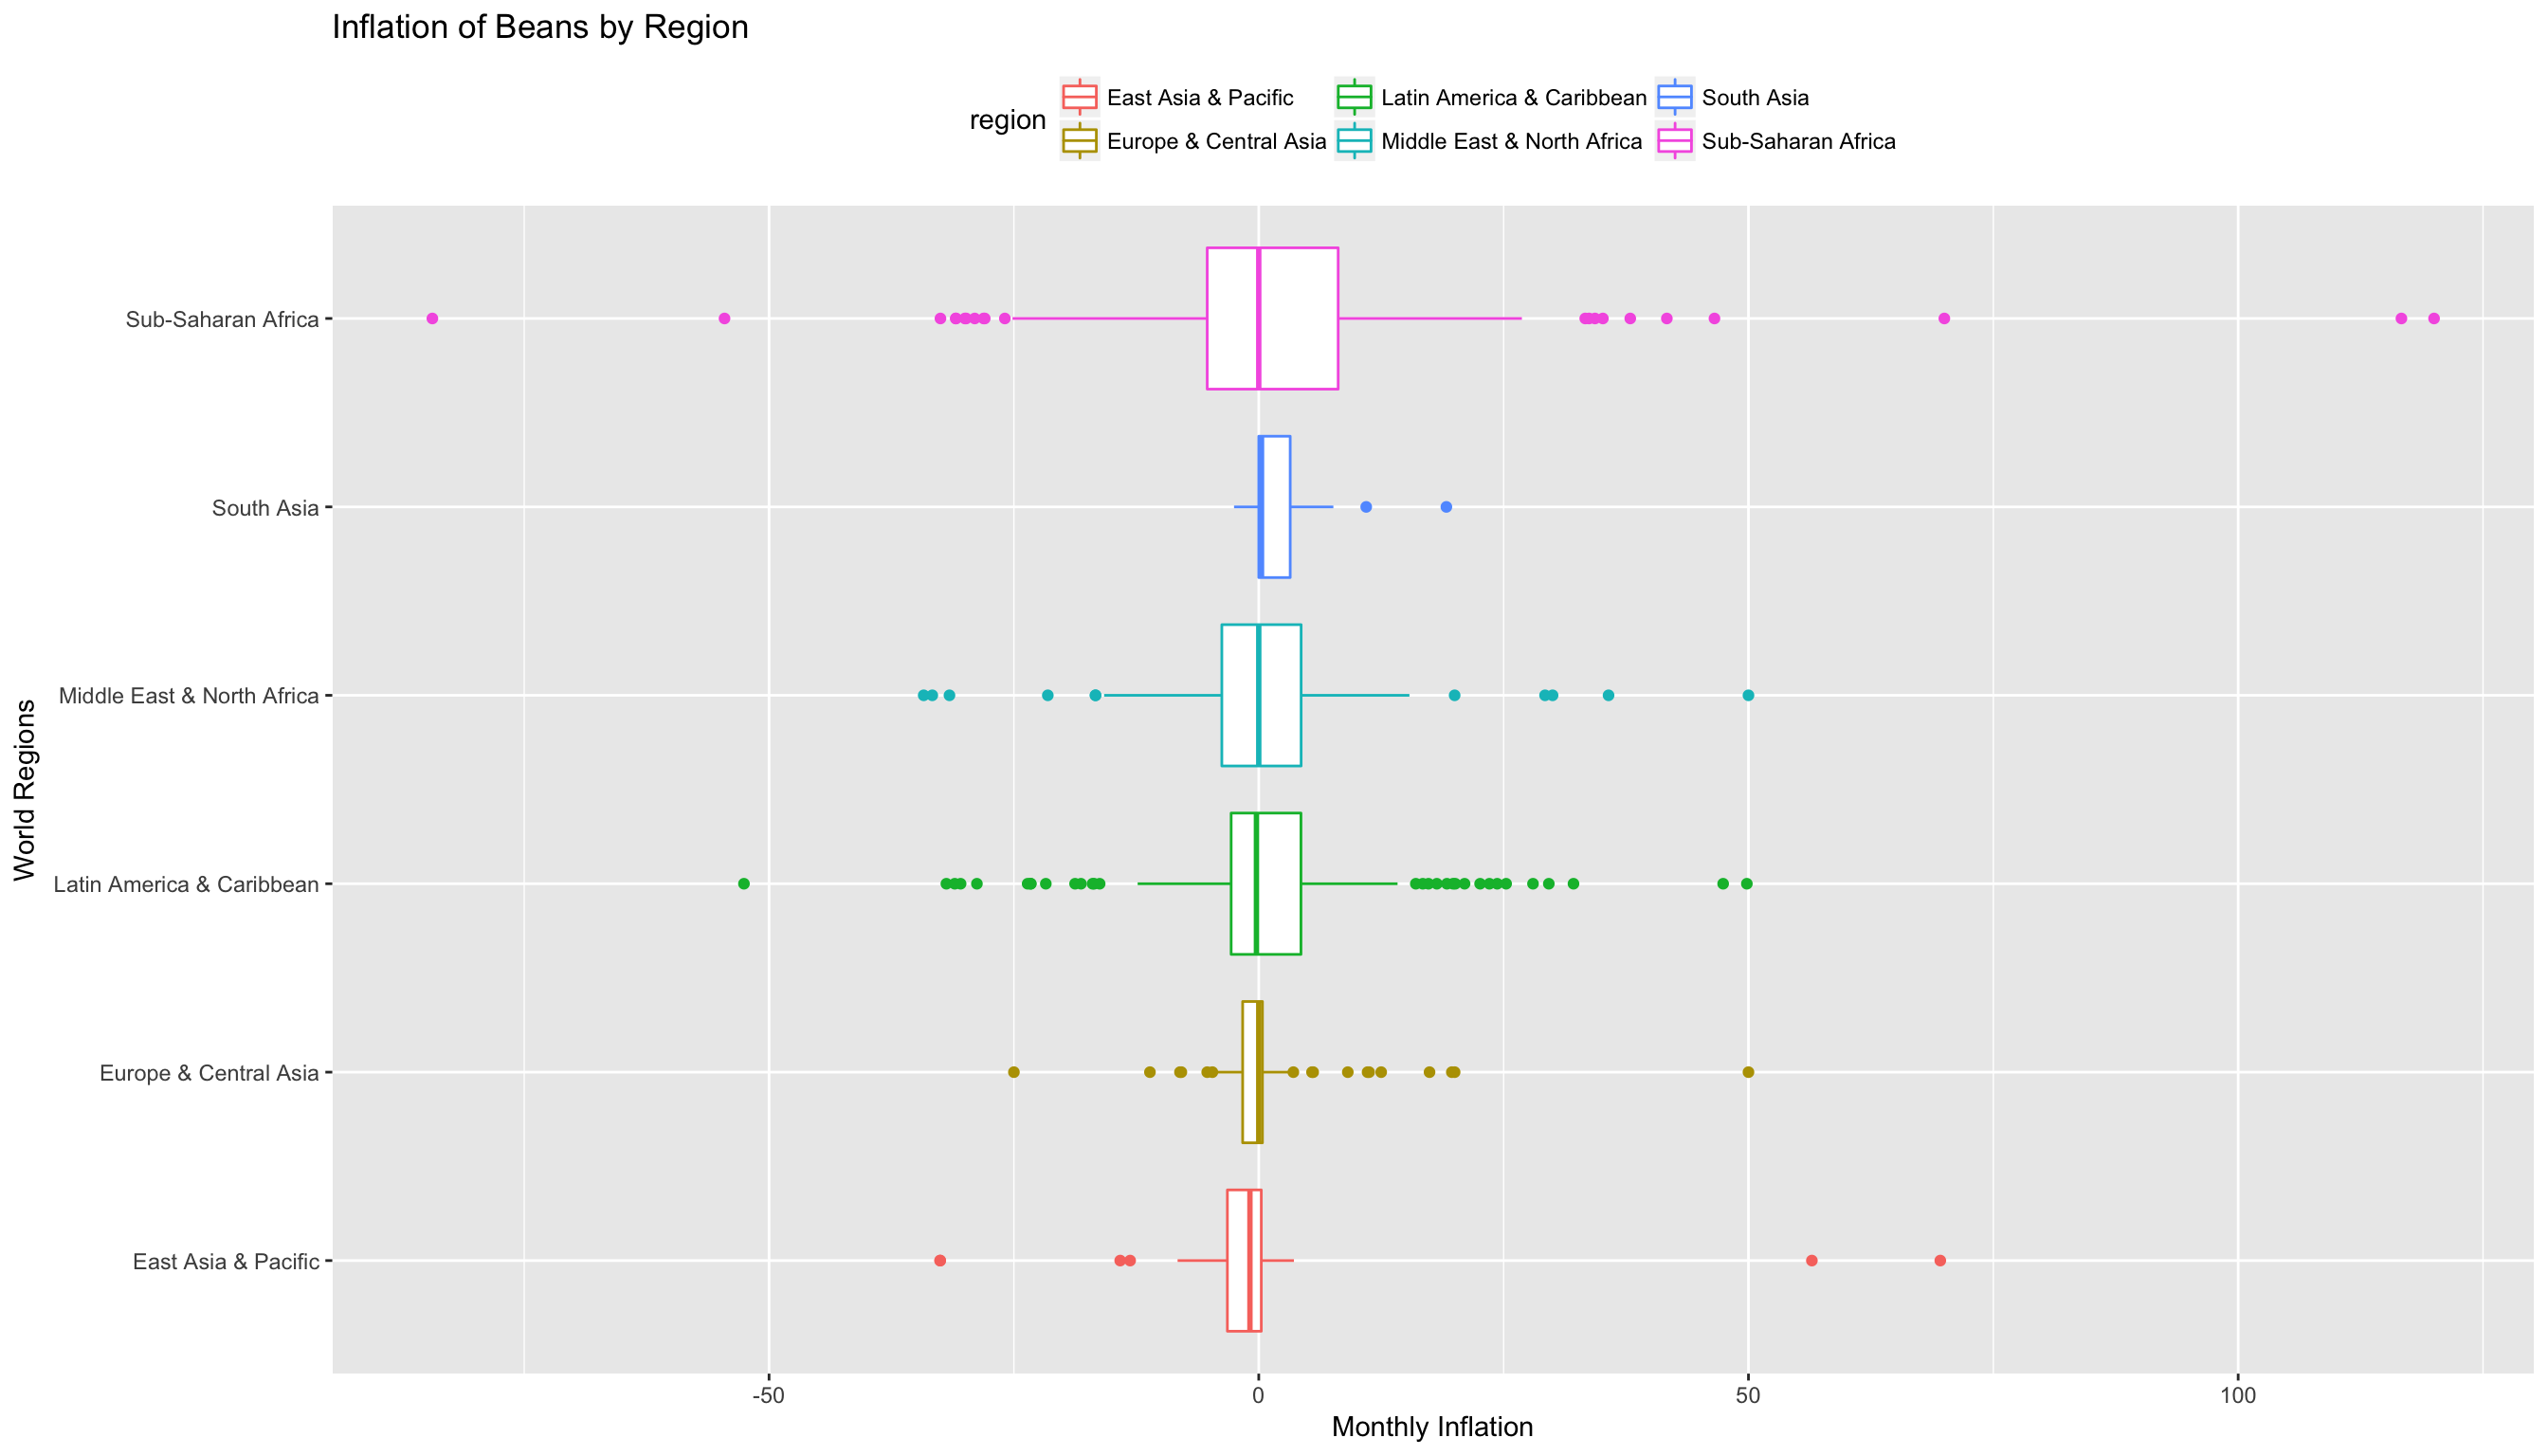 Inflation of Beans by Region
region
East Asia & Pacific
Latin America & Caribbean
South Asia
Europe & Central Asia
Middle East & North Africa
Sub-Saharan Africa
World Regions
Sub-Saharan Africa
South Asia
Middle East & North Africa
Latin America & Caribbean
Europe & Central Asia
East Asia & Pacific
-50
0
50
100
Monthly Inflation